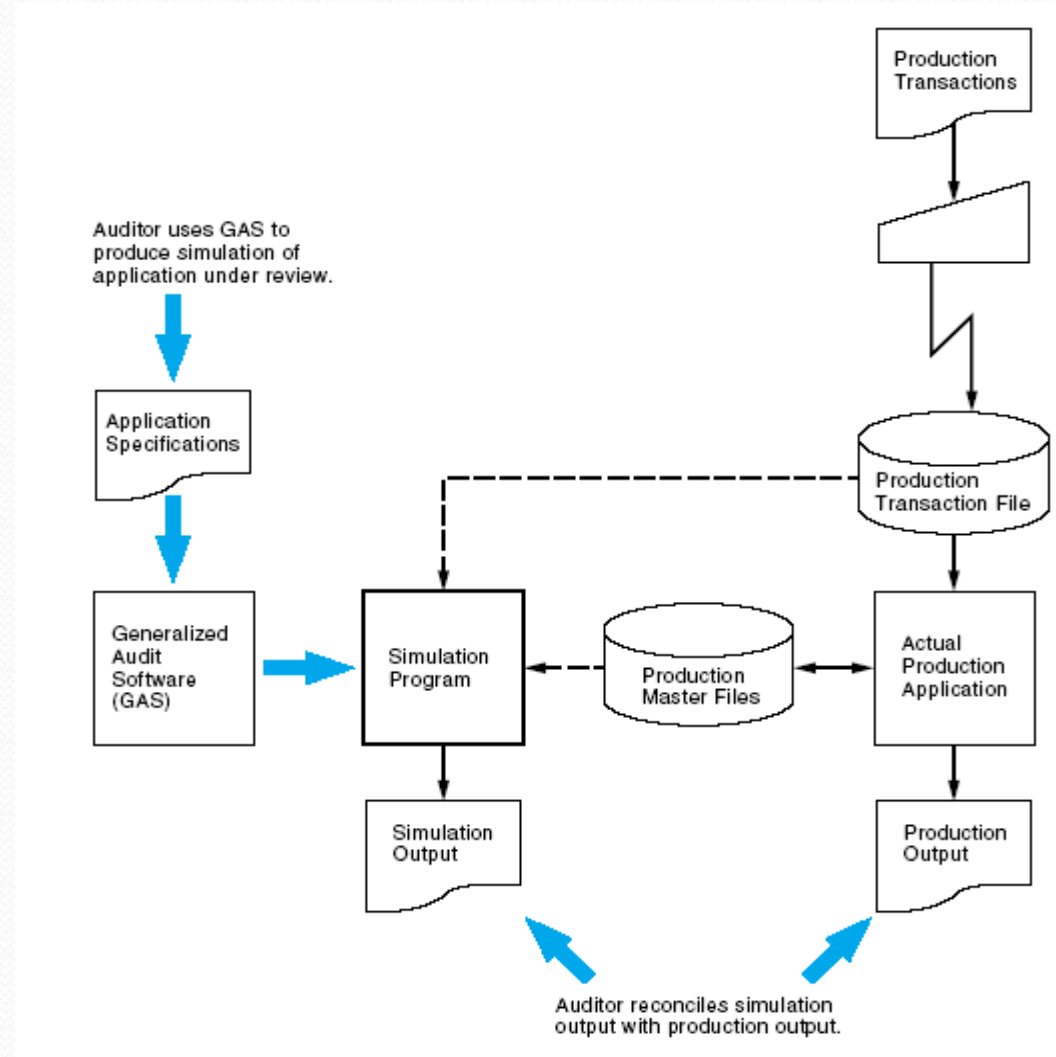 Production
Transactions
Auditor uses GAS to
produce simulation of
application under review.
Application
Specifications
Production
Transaction File
Generalized
Audit
Software
(GAS)
Simulation
Program
Production
Master Files
Actual
Production
Application
Simulation
Output
Production
Output
Auditor reconciles simulation
output with production output.